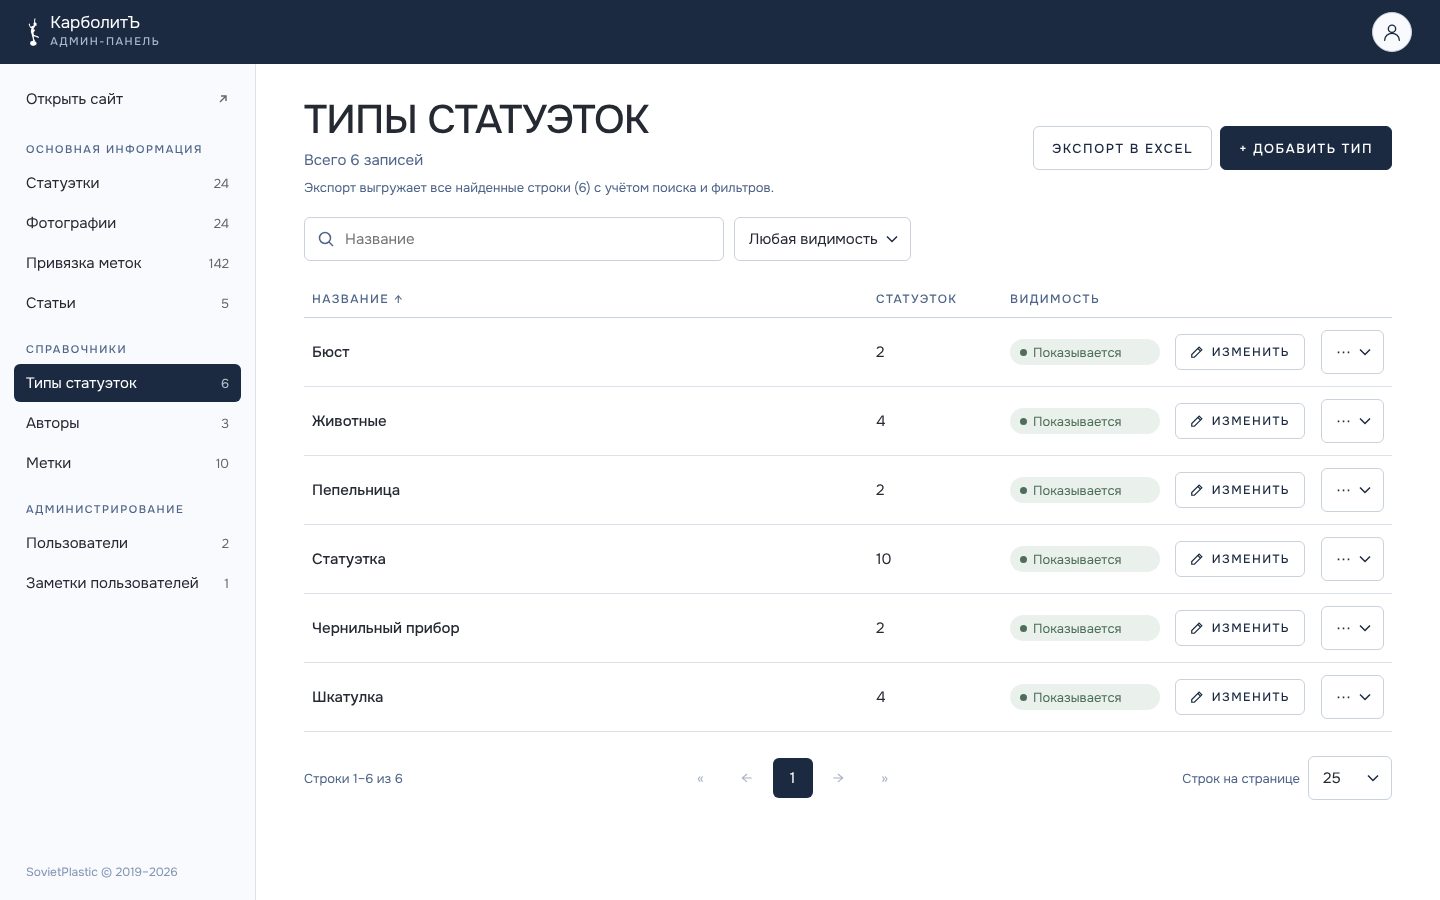 КарболитЪ
АДМИН-ПАНЕЛЬ
Открыть сайт
ОСНОВНАЯ ИНФОРМАЦИЯ
Статуэтки 24
Фотографии 24
Привязка меток 142
Статьи 5
СПРАВОЧНИКИ
Типы статуэток 6
Авторы 3
Метки 10
АДМИНИСТРИРОВАНИЕ
Пользователи 2
Заметки пользователей 1
SovietPlastic © 2019–2026
ТИПЫ СТАТУЭТОК
Всего 6 записей
Экспорт выгружает все найденные строки (6) с учётом поиска и фильтров.
ЭКСПОРТ В EXCEL
+ ДОБАВИТЬ ТИП
Название
Любая видимость
НАЗВАНИЕ ↑ СТАТУЭТОК ВИДИМОСТЬ
Бюст 2 Показывается ИЗМЕНИТЬ ···
Животные 4 Показывается ИЗМЕНИТЬ ···
Пепельница 2 Показывается ИЗМЕНИТЬ ···
Статуэтка 10 Показывается ИЗМЕНИТЬ ···
Чернильный прибор 2 Показывается ИЗМЕНИТЬ ···
Шкатулка 4 Показывается ИЗМЕНИТЬ ···
Строки 1–6 из 6 « ← 1 → » Строк на странице 25